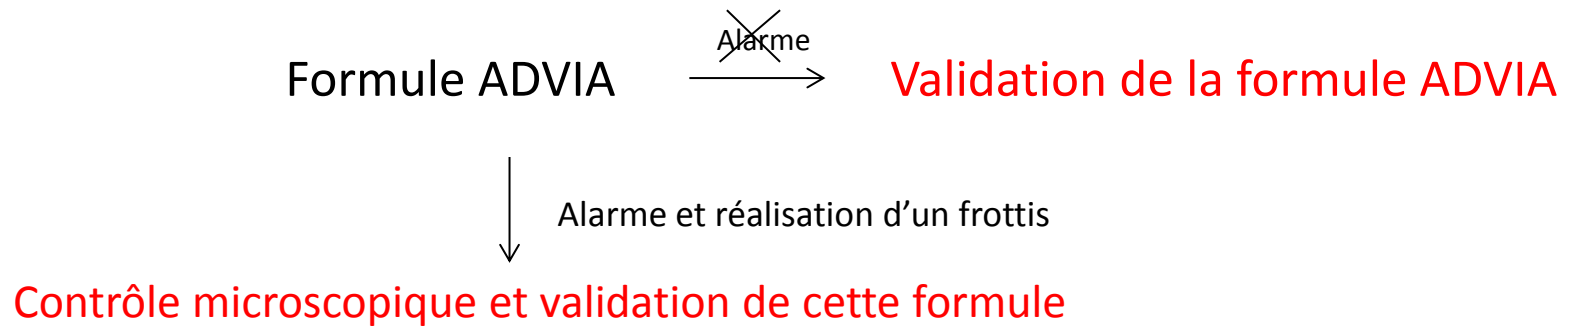 Alarme
Formule ADVIA
Validation de la formule ADVIA
Alarme et réalisation d’un frottis
Contrôle microscopique et validation de cette formule